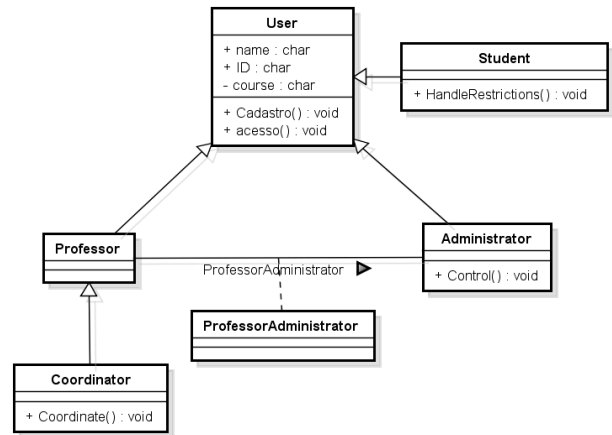 User
+ name : char
+ ID : char
- course : char
+ Cadastro() : void
+ acesso() : void
Student
+ HandleRestrictions() : void
Professor
Administrator
+ Control() : void
ProfessorAdministrator
ProfessorAdministrator
Coordinator
+ Coordinate() : void